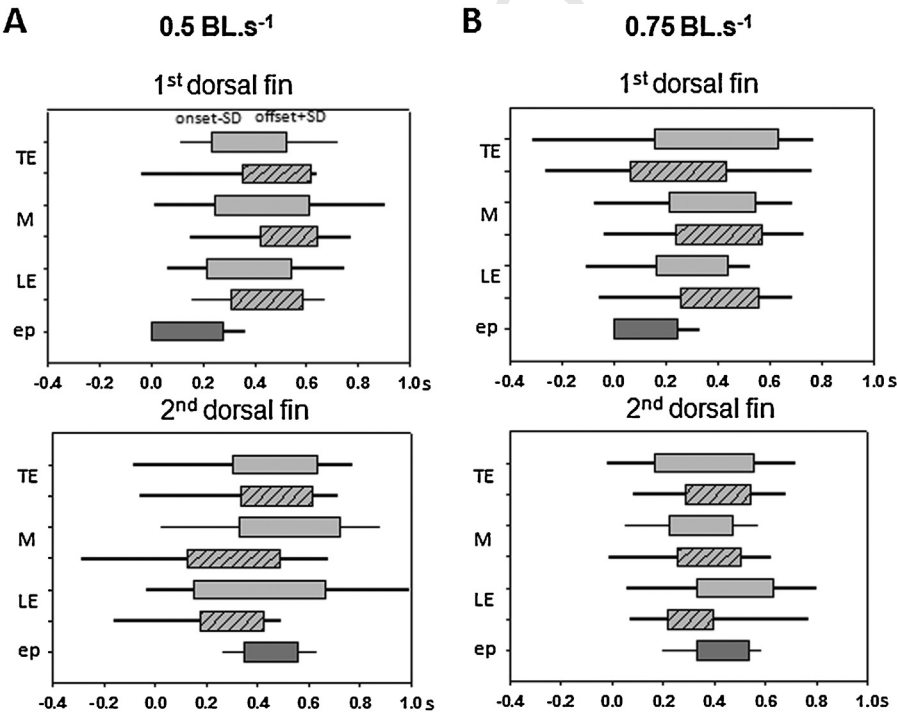 A
0.5 BL.s-1
1st dorsal fin
onset-SD offset+SD
TE
M
LE
ep
-0.4 -0.2 0.0 0.2 0.4 0.6 0.8 1.0s
2nd dorsal fin
TE
M
LE
ep
-0.4 -0.2 0.0 0.2 0.4 0.6 0.8 1.0s
B
0.75 BL.s-1
1st dorsal fin
TE
M
LE
ep
-0.4 -0.2 0.0 0.2 0.4 0.6 0.8 1.0s
2nd dorsal fin
TE
M
LE
ep
-0.4 -0.2 0.0 0.2 0.4 0.6 0.8 1.0s